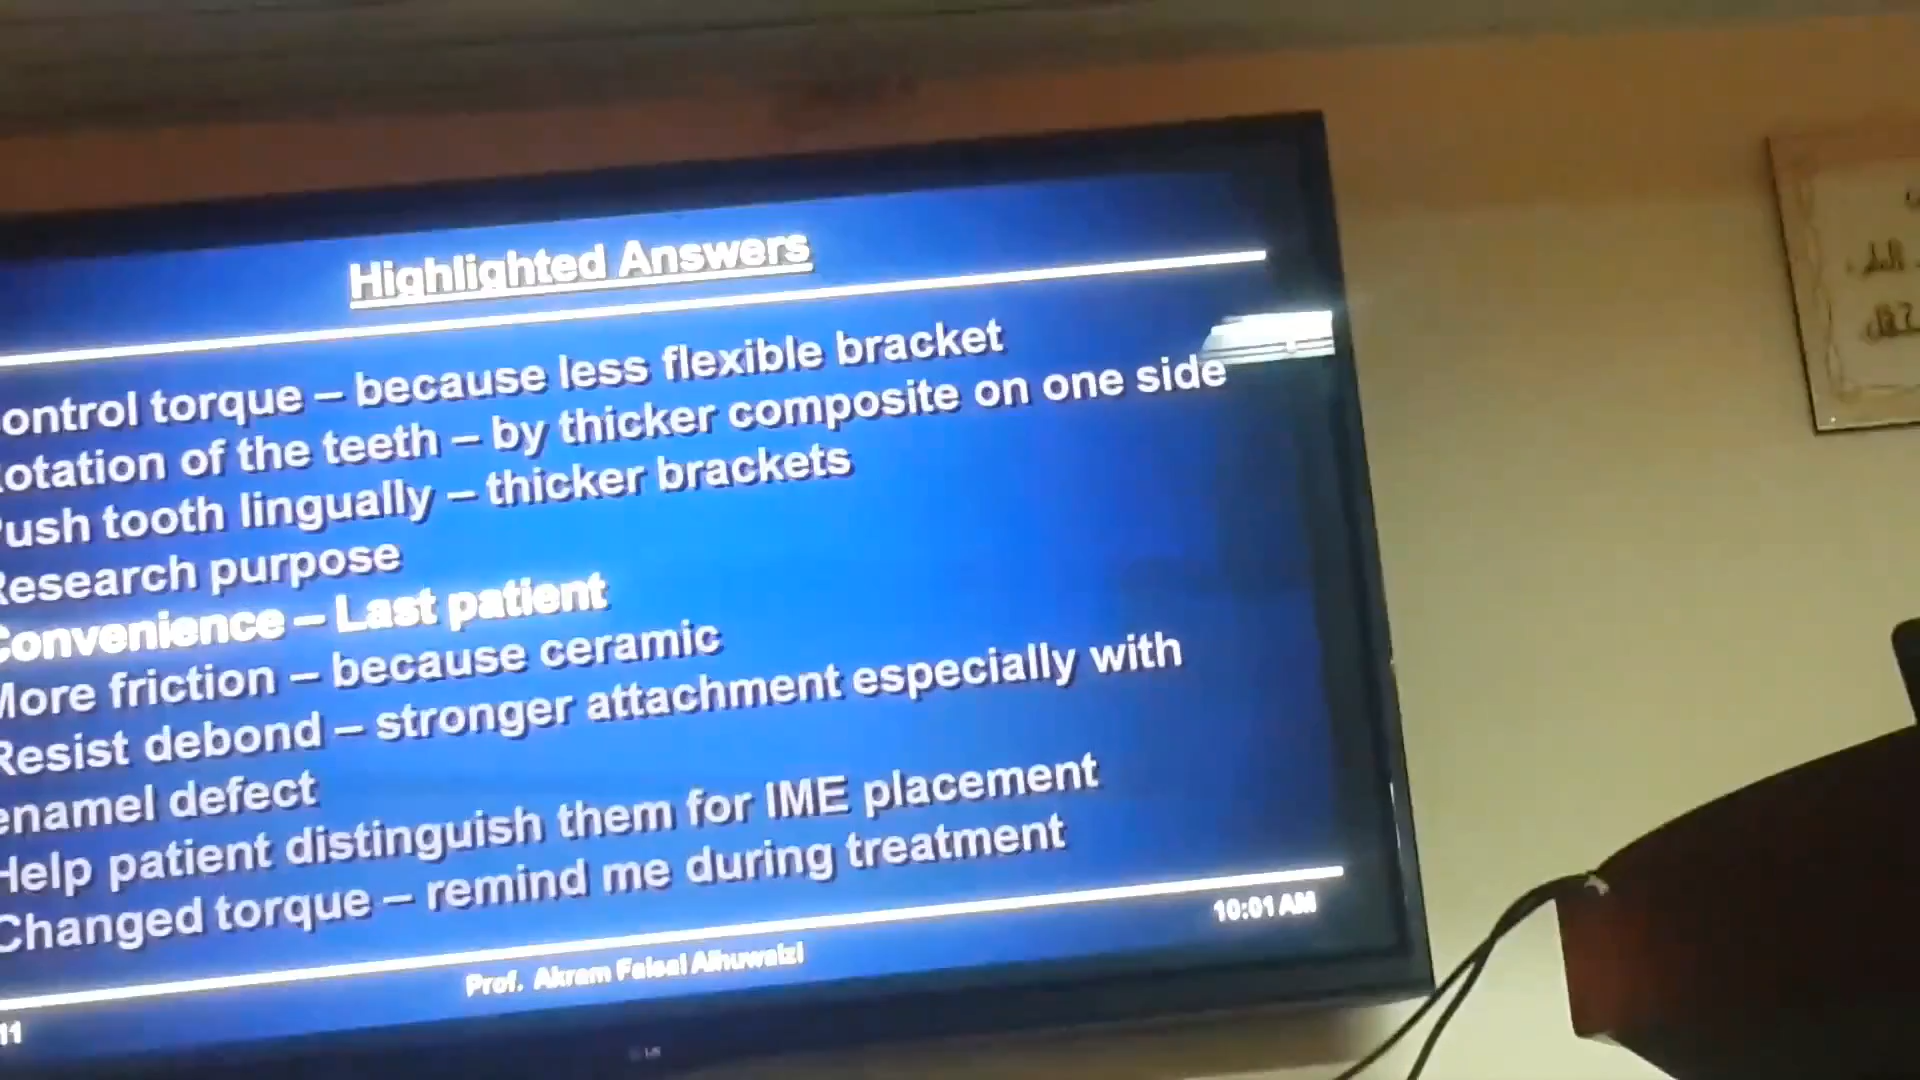 Highlighted Answers
ontrol torque – because less flexible bracket
otation of the teeth – by thicker composite on one side
Push tooth lingually – thicker brackets
Research purpose
Convenience – Last patient
More friction – because ceramic
Resist debond – stronger attachment especially with
enamel defect
Help patient distinguish them for IME placement
Changed torque – remind me during treatment
10:01 AM
Prof. Akram Faisal Alhuwaizi
11
LG